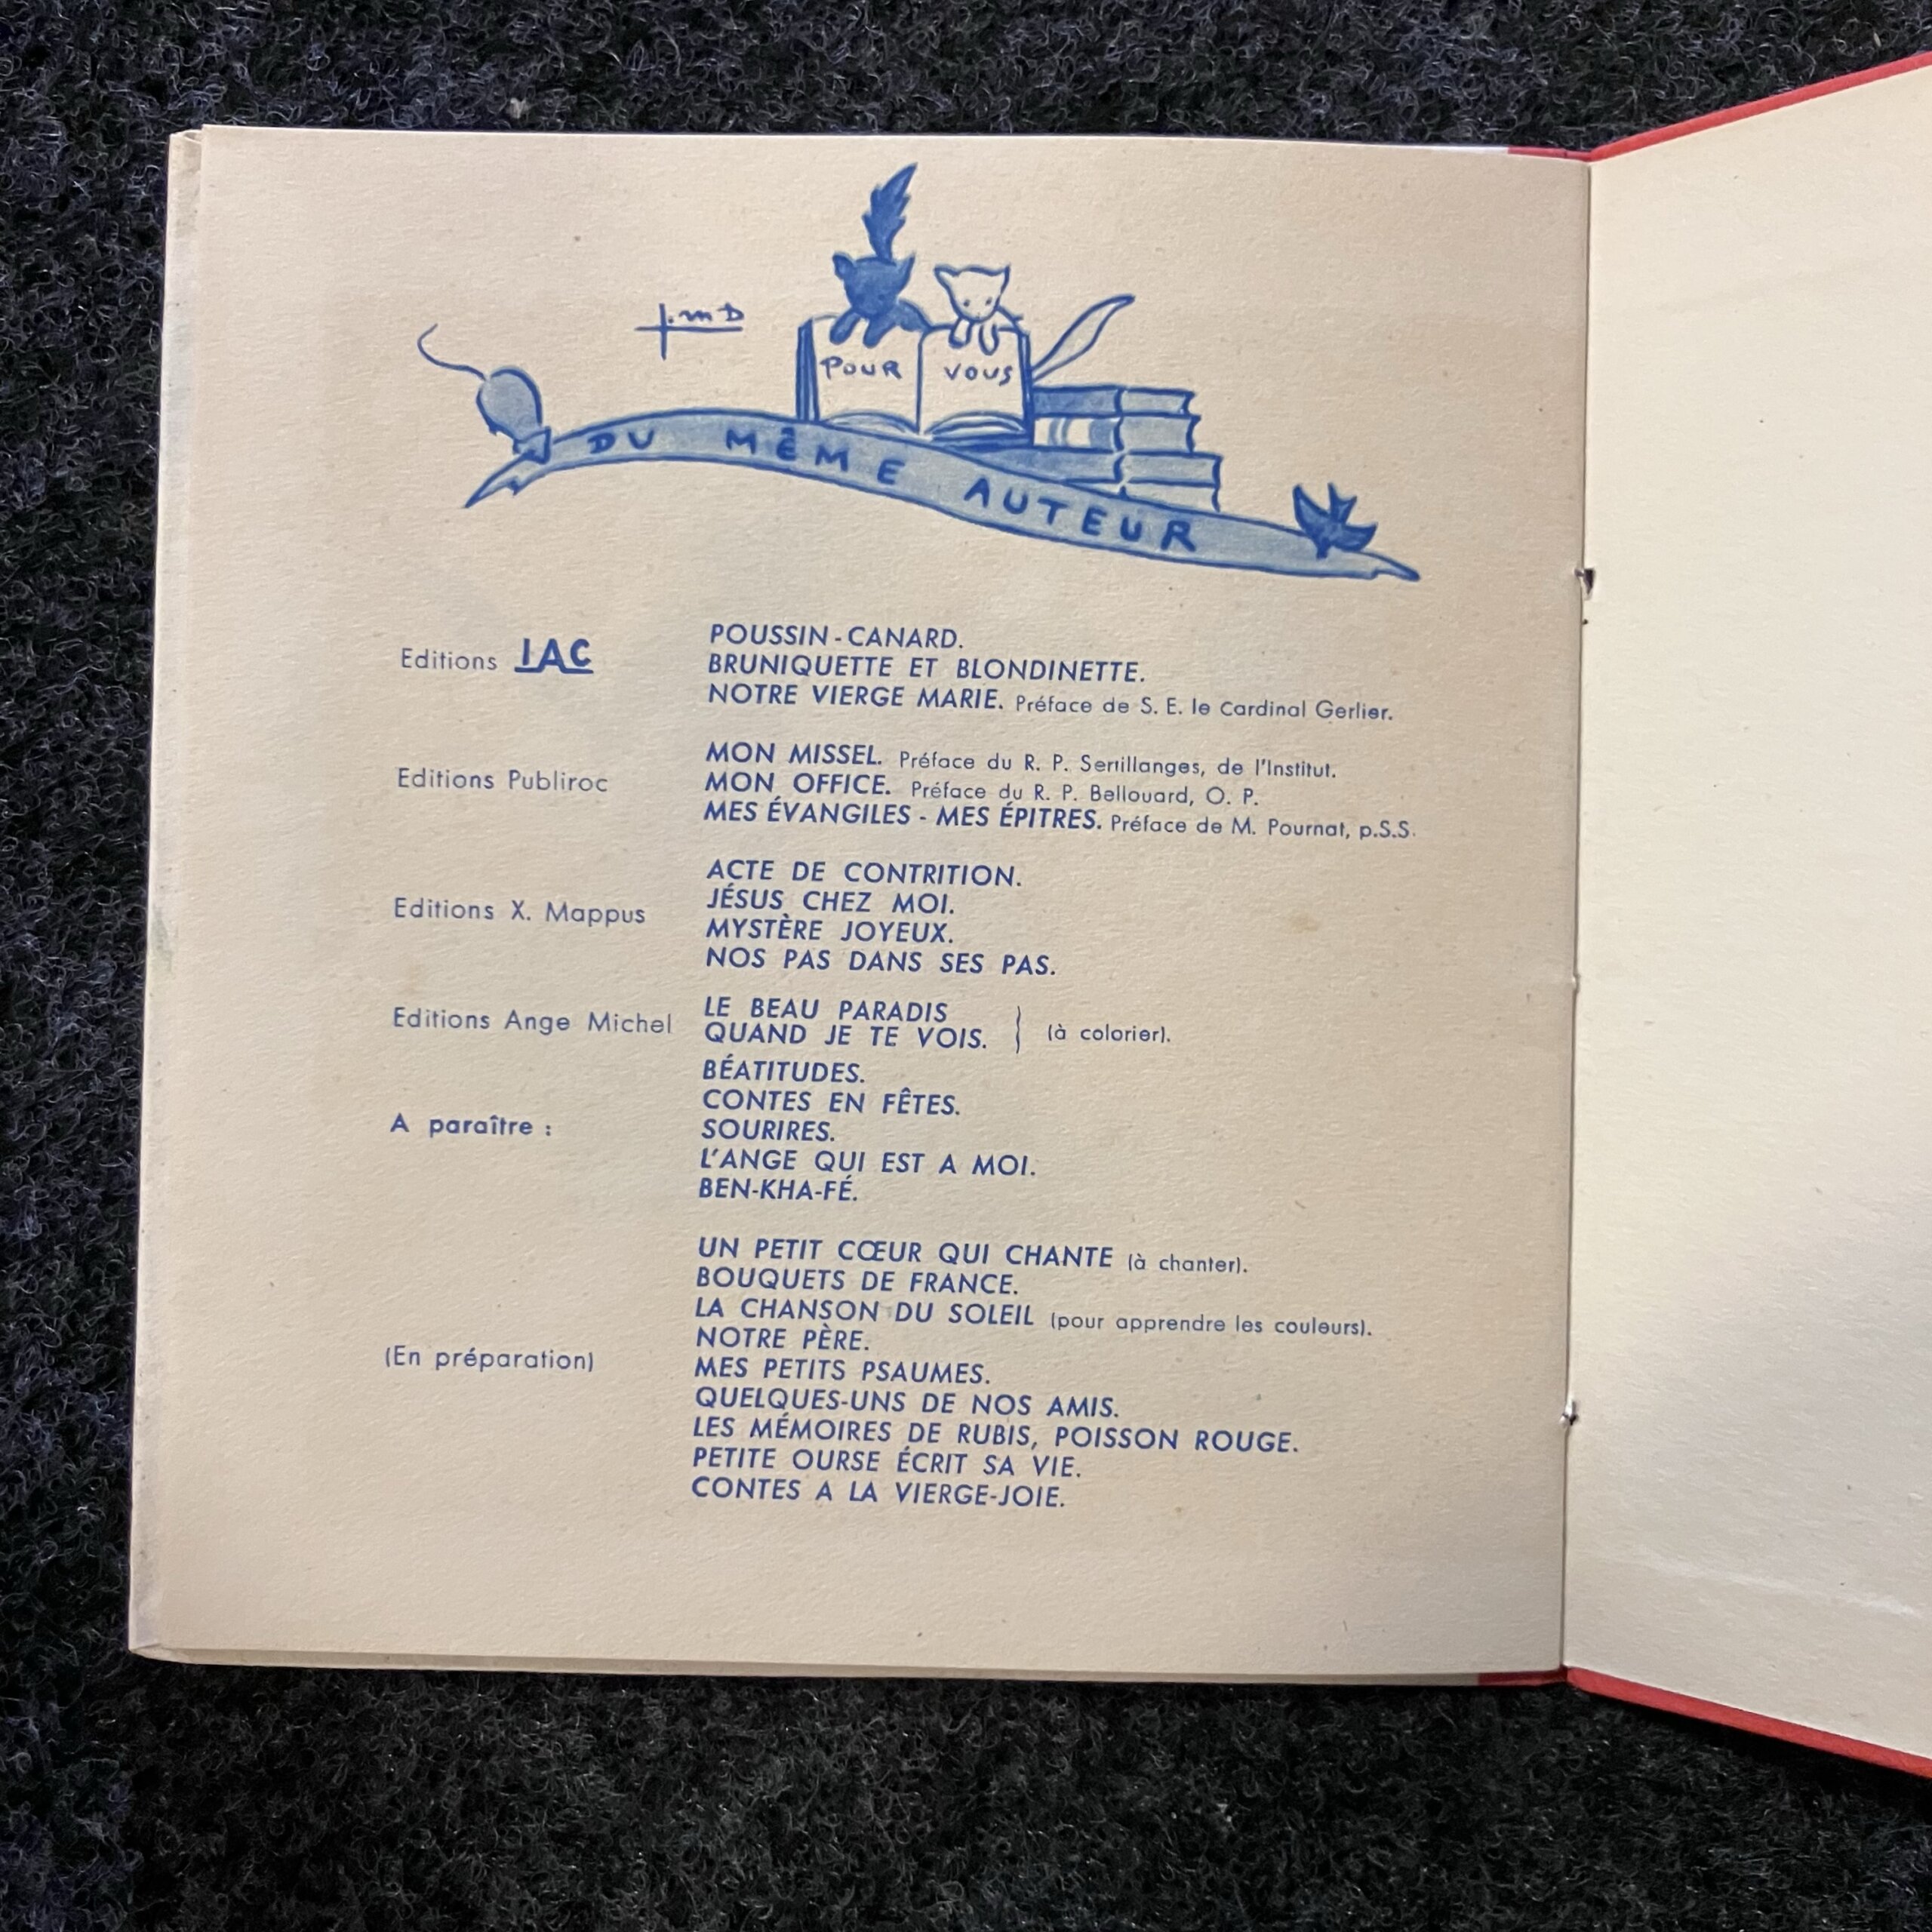 J.M D
POUR VOUS
DU MÊME AUTEUR
Editions IAC
POUSSIN-CANARD.
BRUNIQUETTE ET BLONDINETTE.
NOTRE VIERGE MARIE. Préface de S. E. le Cardinal Gerlier.
Editions Publiroc
MON MISSEL. Préface du R. P. Sertillanges, de l'Institut.
MON OFFICE. Préface du R. P. Bellouard, O. P.
MES ÉVANGILES - MES ÉPITRES. Préface de M. Pournat, p.S.S.
Editions X. Mappus
ACTE DE CONTRITION.
JÉSUS CHEZ MOI.
MYSTÈRE JOYEUX.
NOS PAS DANS SES PAS.
Editions Ange Michel
LE BEAU PARADIS
QUAND JE TE VOIS. } (à colorier).
A paraître :
BÉATITUDES.
CONTES EN FÊTES.
SOURIRES.
L'ANGE QUI EST A MOI.
BEN-KHA-FÉ.
(En préparation)
UN PETIT CŒUR QUI CHANTE (à chanter).
BOUQUETS DE FRANCE.
LA CHANSON DU SOLEIL (pour apprendre les couleurs).
NOTRE PÈRE.
MES PETITS PSAUMES.
QUELQUES-UNS DE NOS AMIS.
LES MÉMOIRES DE RUBIS, POISSON ROUGE.
PETITE OURSE ÉCRIT SA VIE.
CONTES A LA VIERGE-JOIE.